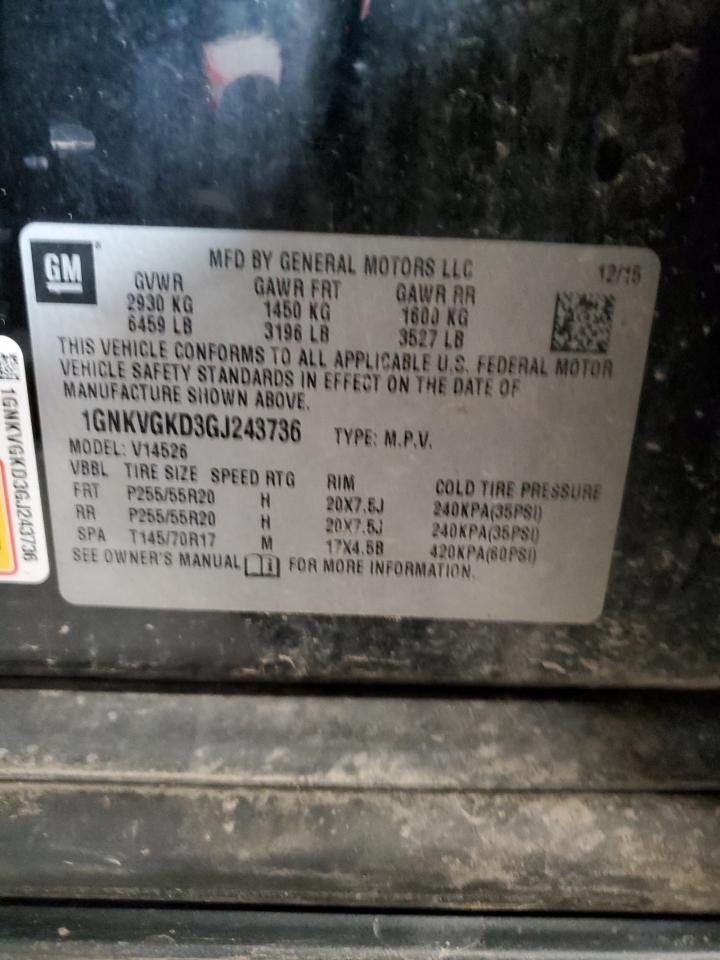 GM
MFD BY GENERAL MOTORS LLC 12/15
GVWR GAWR FRT GAWR RR
2930 KG 1450 KG 1600 KG
6459 LB 3196 LB 3527 LB
THIS VEHICLE CONFORMS TO ALL APPLICABLE U.S. FEDERAL MOTOR
VEHICLE SAFETY STANDARDS IN EFFECT ON THE DATE OF
MANUFACTURE SHOWN ABOVE.
1GNKVGKD3GJ243736 TYPE: M.P.V.
MODEL: V14526
VBBL TIRE SIZE SPEED RTG RIM COLD TIRE PRESSURE
FRT P255/55R20 H 20X7.5J 240KPA(35PSI)
RR P255/55R20 H 20X7.5J 240KPA(35PSI)
SPA T145/70R17 M 17X4.5B 420KPA(60PSI)
SEE OWNER'S MANUAL FOR MORE INFORMATION.
1GNKVGKD3GJ243736